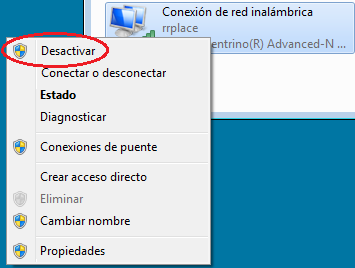 Conexión de red inalámbrica
rrplace
entrino(R) Advanced-N ...
Desactivar
Conectar o desconectar
Estado
Diagnosticar
Conexiones de puente
Crear acceso directo
Eliminar
Cambiar nombre
Propiedades